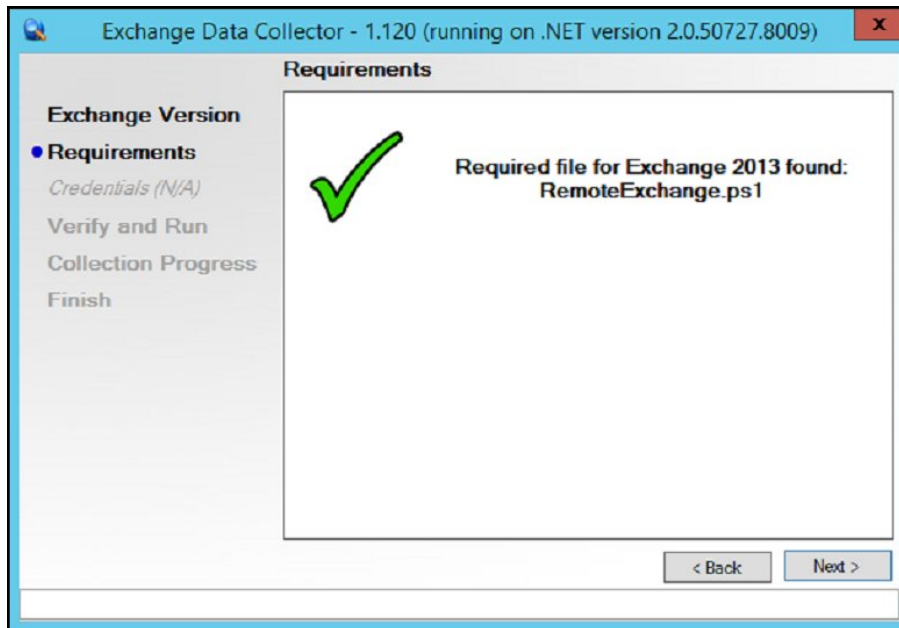 Exchange Data Collector - 1.120 (running on .NET version 2.0.50727.8009)
x
Requirements
Exchange Version
Requirements
Credentials (N/A)
Verify and Run
Collection Progress
Finish
Required file for Exchange 2013 found:
RemoteExchange.ps1
< Back
Next >